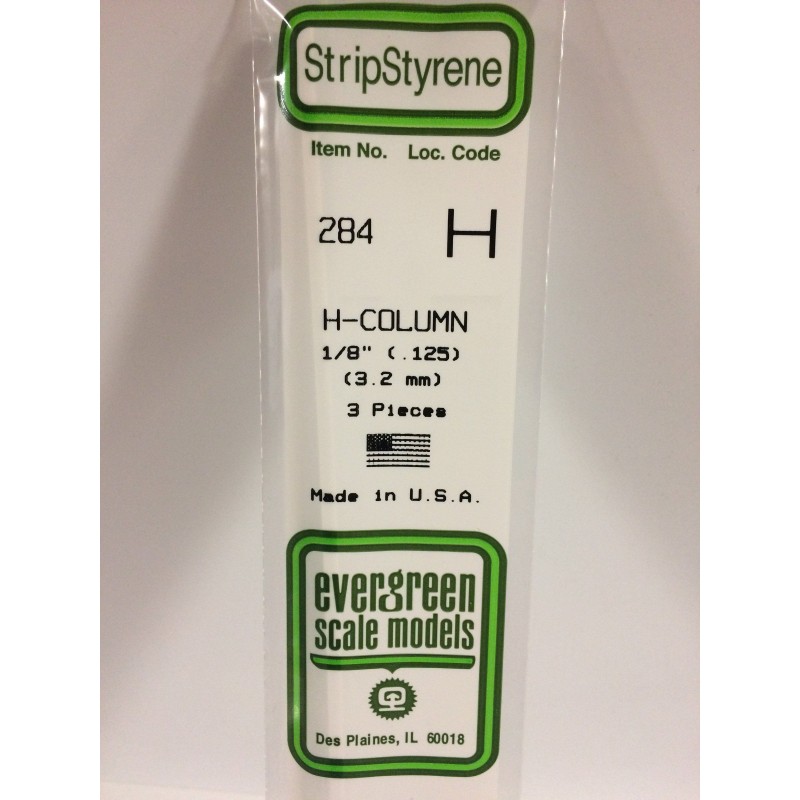 StripStyrene
Item No. Loc. Code
284 H
H-COLUMN
1/8" (.125)
(3.2 mm)
3 Pieces
Made in U.S.A.
evergreen
scale models
Des Plaines, IL 60018